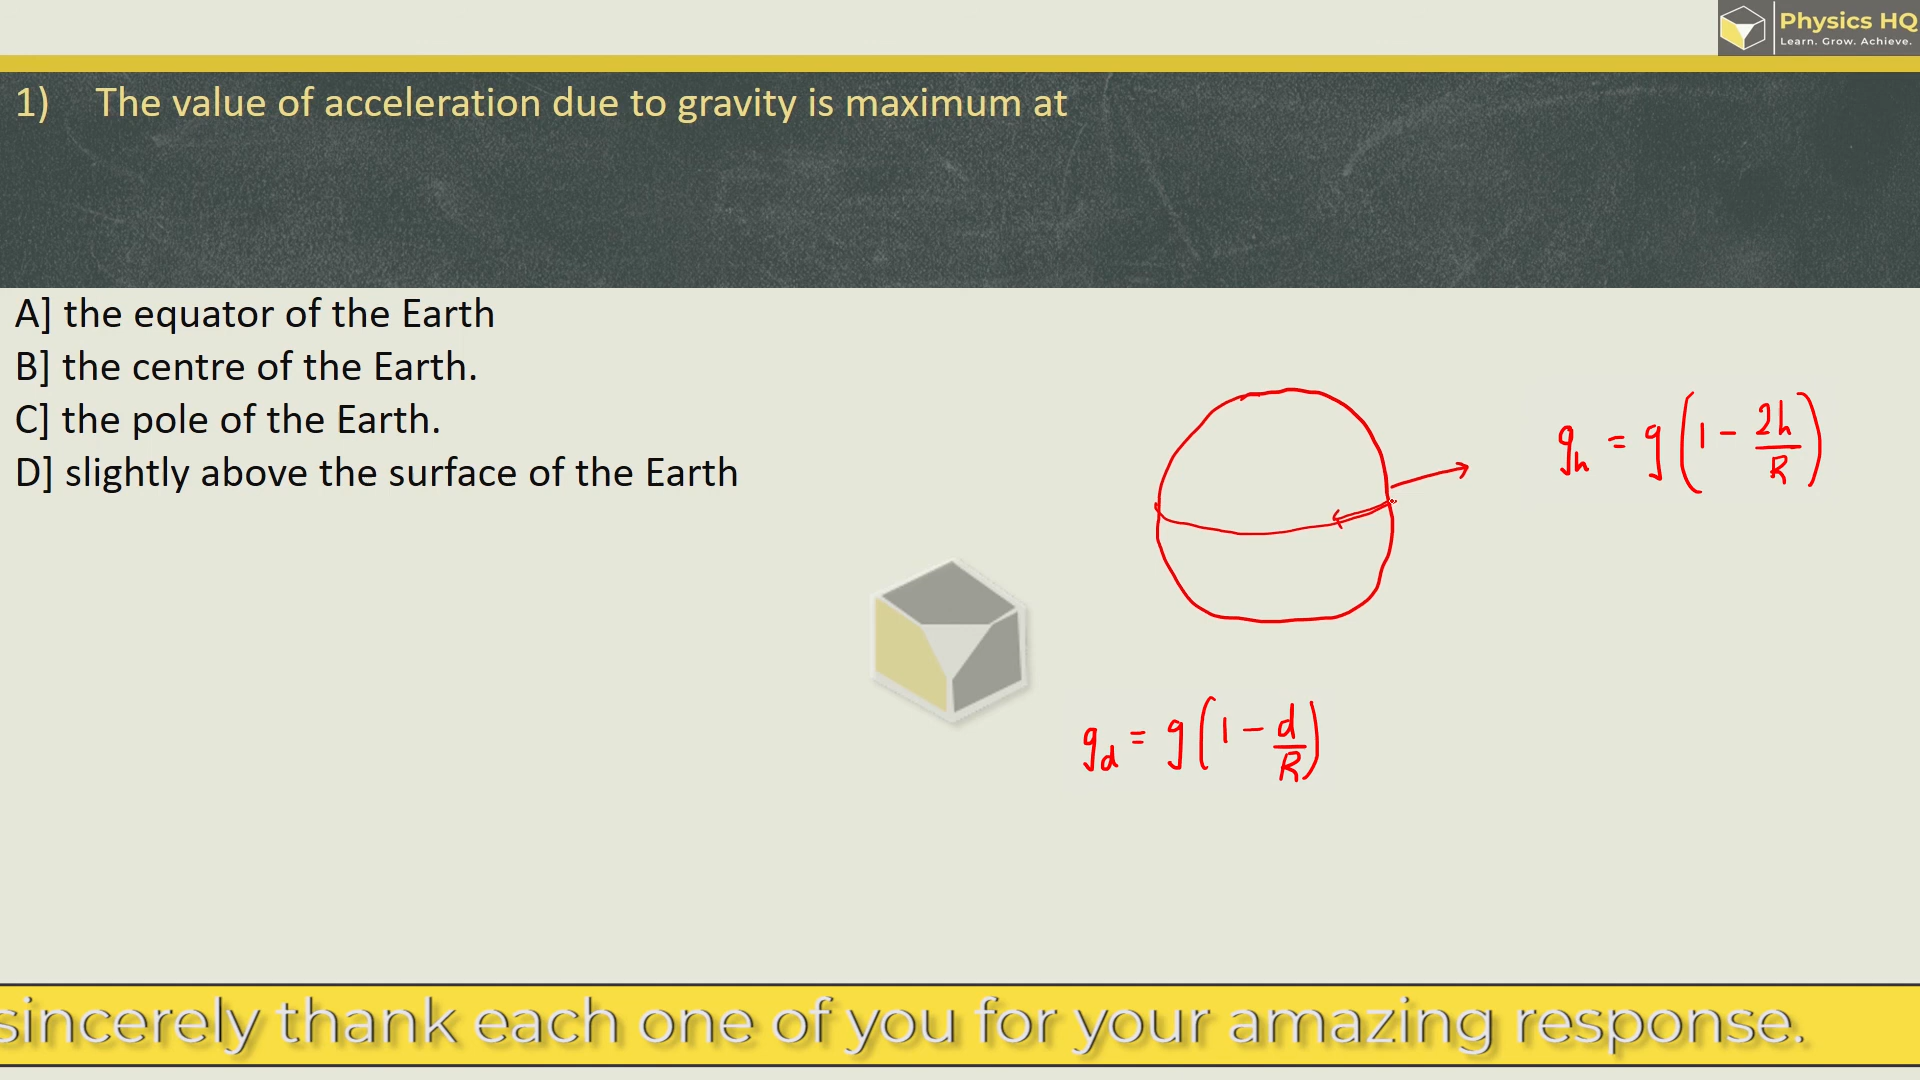 Physics HQ
Learn. Grow. Achieve.
1) The value of acceleration due to gravity is maximum at
A] the equator of the Earth
B] the centre of the Earth.
C] the pole of the Earth.
D] slightly above the surface of the Earth
g_h = g(1 - 2h/R)
g_d = g(1 - d/R)
sincerely thank each one of you for your amazing response.